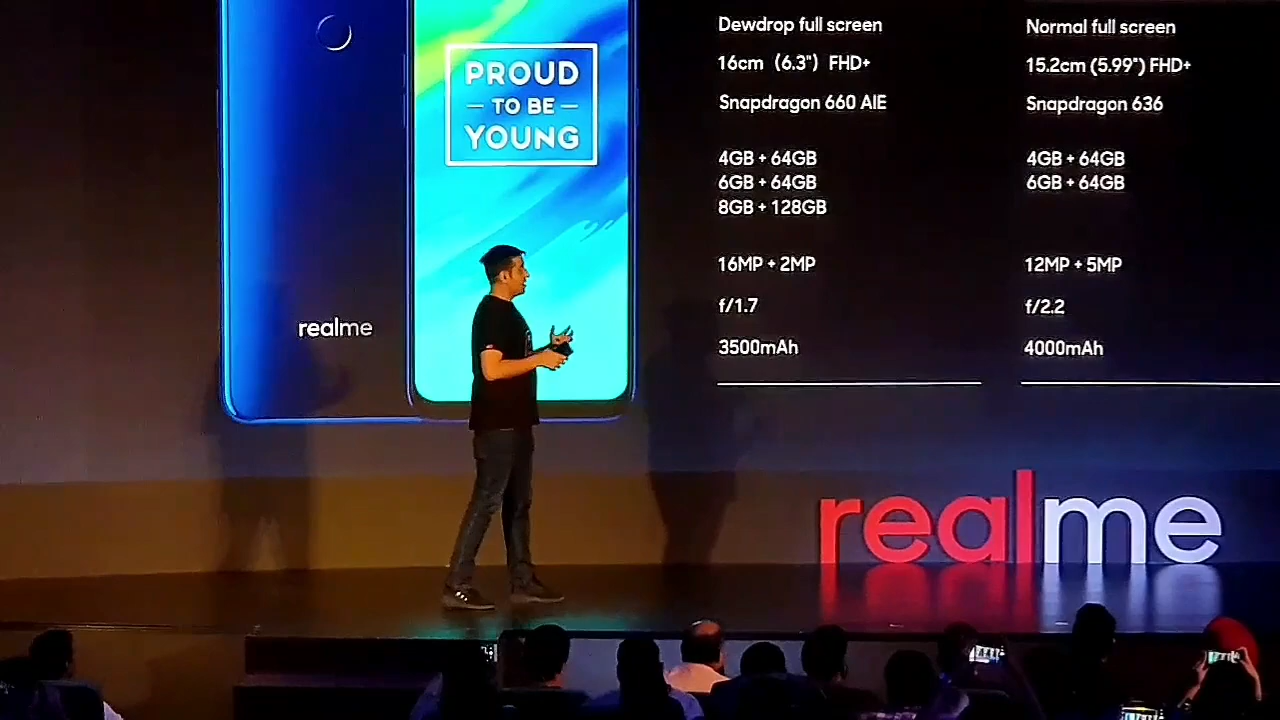 PROUD
– TO BE –
YOUNG
realme
Dewdrop full screen
16cm (6.3") FHD+
Snapdragon 660 AIE
4GB + 64GB
6GB + 64GB
8GB + 128GB
16MP + 2MP
f/1.7
3500mAh
Normal full screen
15.2cm (5.99") FHD+
Snapdragon 636
4GB + 64GB
6GB + 64GB
12MP + 5MP
f/2.2
4000mAh
realme